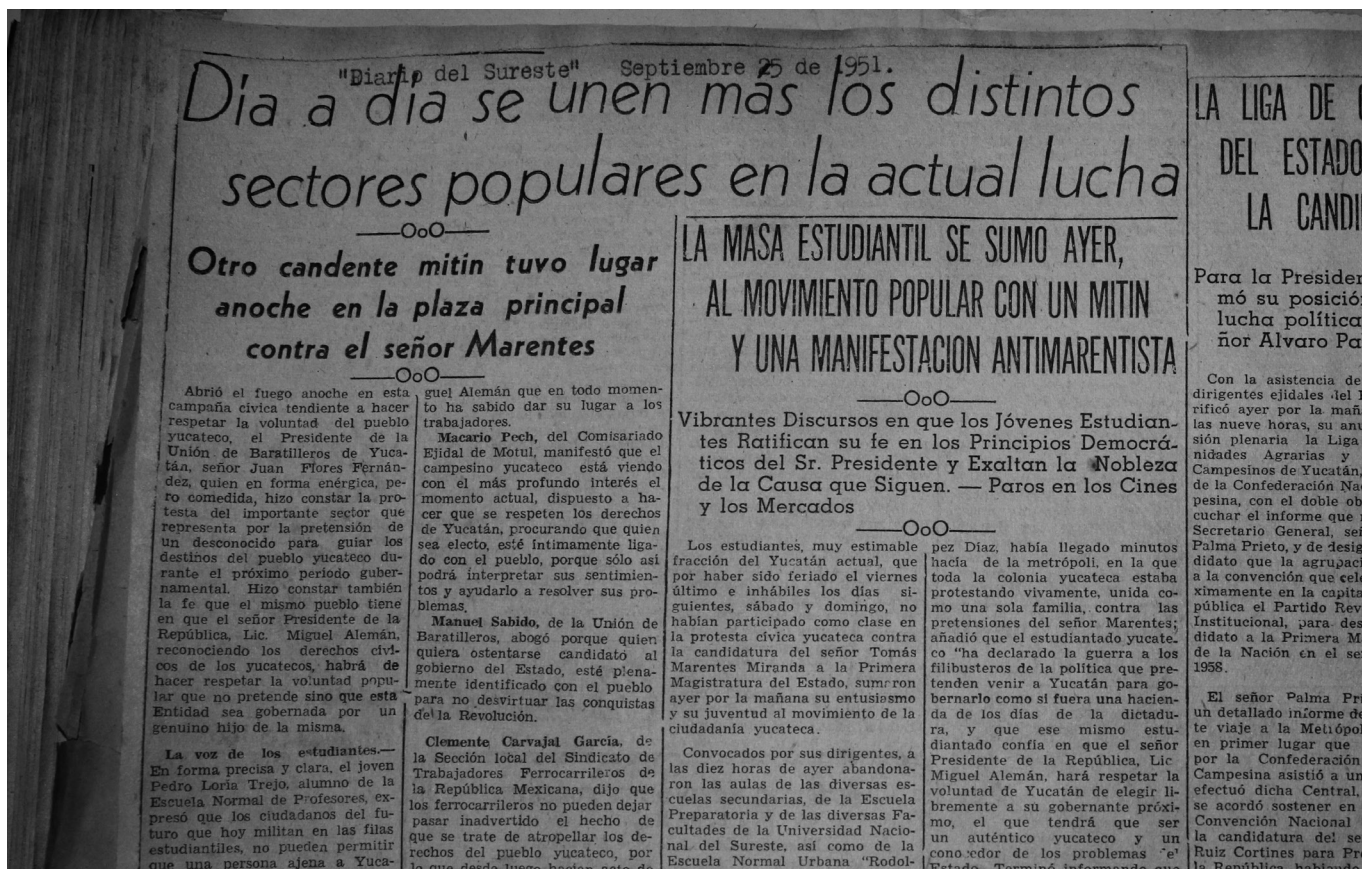 "Diario del Sureste" Septiembre 25 de 1951.
Día a día se unen más los distintos
sectores populares en la actual lucha
OoO
Otro candente mitin tuvo lugar
anoche en la plaza principal
contra el señor Marentes
OoO
Abrió el fuego anoche en esta
campaña cívica tendiente a hacer
respetar la voluntad del pueblo
yucateco, el Presidente de la
Unión de Baratilleros de Yuca-
tán, señor Juan Flores Fernán-
dez, quien en forma enérgica, pe-
ro comedida, hizo constar la pro-
testa del importante sector que
representa por la pretensión de
un desconocido para guiar los
destinos del pueblo yucateco du-
rante el próximo período guber-
namental. Hizo constar también
la fe que el mismo pueblo tiene
en que el señor Presidente de la
República, Lic. Miguel Alemán,
reconociendo los derechos cívi-
cos de los yucatecos, habrá de
hacer respetar la voluntad popu-
lar que no pretende sino que esta
Entidad sea gobernada por un
genuino hijo de la misma.
La voz de los estudiantes.—
En forma precisa y clara, el joven
Pedro Loria Trejo, alumno de la
Escuela Normal de Profesores, ex-
presó que los ciudadanos del fu-
turo que hoy militan en las filas
estudiantiles, no pueden permitir
que una persona ajena a Yuca-
guel Alemán que en todo momen-
to ha sabido dar su lugar a los
trabajadores.
Macario Pech, del Comisariado
Ejidal de Motul, manifestó que el
campesino yucateco está viendo
con el más profundo interés el
momento actual, dispuesto a ha-
cer que se respeten los derechos
de Yucatán, procurando que quien
sea electo, esté íntimamente liga-
do con el pueblo, porque sólo así
podrá interpretar sus sentimien-
tos y ayudarlo a resolver sus pro-
blemas.
Manuel Sabido, de la Unión de
Baratilleros, abogó porque quien
quiera ostentarse candidato al
gobierno del Estado, esté plena-
mente identificado con el pueblo
para no desvirtuar las conquistas
de la Revolución.
Clemente Carvajal García, de
la Sección local del Sindicato de
Trabajadores Ferrocarrileros de
la República Mexicana, dijo que
los ferrocarrileros no pueden dejar
pasar inadvertido el hecho de
que se trate de atropellar los de-
rechos del pueblo yucateco, por
lo que desde luego hacían acto de
LA MASA ESTUDIANTIL SE SUMO AYER,
AL MOVIMIENTO POPULAR CON UN MITIN
Y UNA MANIFESTACION ANTIMARENTISTA
OoO
Vibrantes Discursos en que los Jóvenes Estudian-
tes Ratifican su fe en los Principios Democrá-
ticos del Sr. Presidente y Exaltan la Nobleza
de la Causa que Siguen. — Paros en los Cines
y los Mercados
OoO
Los estudiantes, muy estimable
fracción del Yucatán actual, que
por haber sido feriado el viernes
último e inhábiles los días si-
guientes, sábado y domingo, no
habían participado como clase en
la protesta cívica yucateca contra
la candidatura del señor Tomás
Marentes Miranda a la Primera
Magistratura del Estado, sumaron
ayer por la mañana su entusiasmo
y su juventud al movimiento de la
ciudadanía yucateca.
Convocados por sus dirigentes, a
las diez horas de ayer abandona-
ron las aulas de las diversas es-
cuelas secundarias, de la Escuela
Preparatoria y de las diversas Fa-
cultades de la Universidad Nacio-
nal del Sureste, así como de la
Escuela Normal Urbana "Rodol-
pez Díaz, había llegado minutos
hacía de la metrópoli, en la que
toda la colonia yucateca estaba
protestando vivamente, unida co-
mo una sola familia, contra las
pretensiones del señor Marentes;
añadió que el estudiantado yucate-
co "ha declarado la guerra a los
filibusteros de la política que pre-
tenden venir a Yucatán para go-
bernarlo como si fuera una hacien-
da de los días de la dictadu-
ra, y que ese mismo estu-
diantado confía en que el señor
Presidente de la República, Lic
Miguel Alemán, hará respetar la
voluntad de Yucatán de elegir li-
bremente a su gobernante próxi-
mo, el que tendrá que ser
un auténtico yucateco y un
conocedor de los problemas
Estado. Terminó informando que
LA LIGA DE
DEL ESTADO
LA CANDI
Para la Presiden
mó su posició
lucha política
ñor Alvaro Pa
Con la asistencia de
dirigentes ejidales del
rificó ayer por la mañ
las nueve horas, su anu
sión plenaria la Liga
nidades Agrarias y
Campesinos de Yucatán,
de la Confederación Na
pesina, con el doble ob
cuchar el informe que
Secretario General, señ
Palma Prieto, y de desig
didato que la agrupaci
a la convención que cel
ximamente en la capita
pública el Partido Rev
Institucional, para des
didato a la Primera M
de la Nación en el se
1958.
El señor Palma Pri
un detallado informe de
te viaje a la Metrópol
en primer lugar que
por la Confederación
Campesina asistió a un
efectuó dicha Central,
se acordó sostener en
Convención Nacional
la candidatura del se
Ruiz Cortines para Pr
la República, habiendo